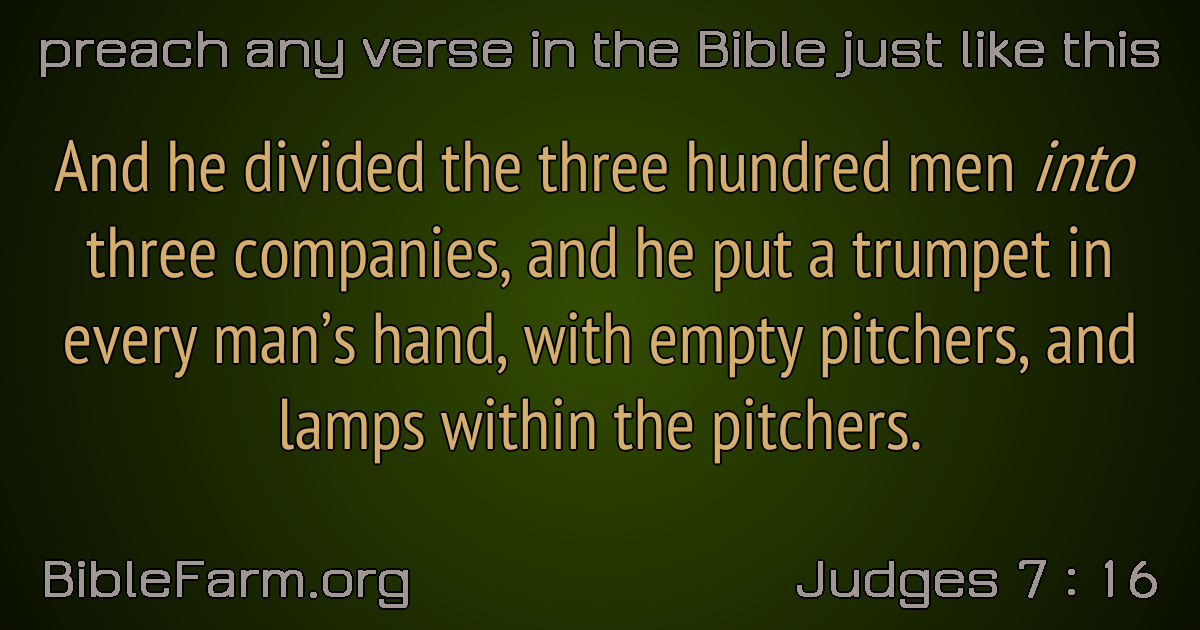 preach any verse in the Bible just like this
And he divided the three hundred men into
three companies, and he put a trumpet in
every man’s hand, with empty pitchers, and
lamps within the pitchers.
BibleFarm.org
Judges 7 : 16